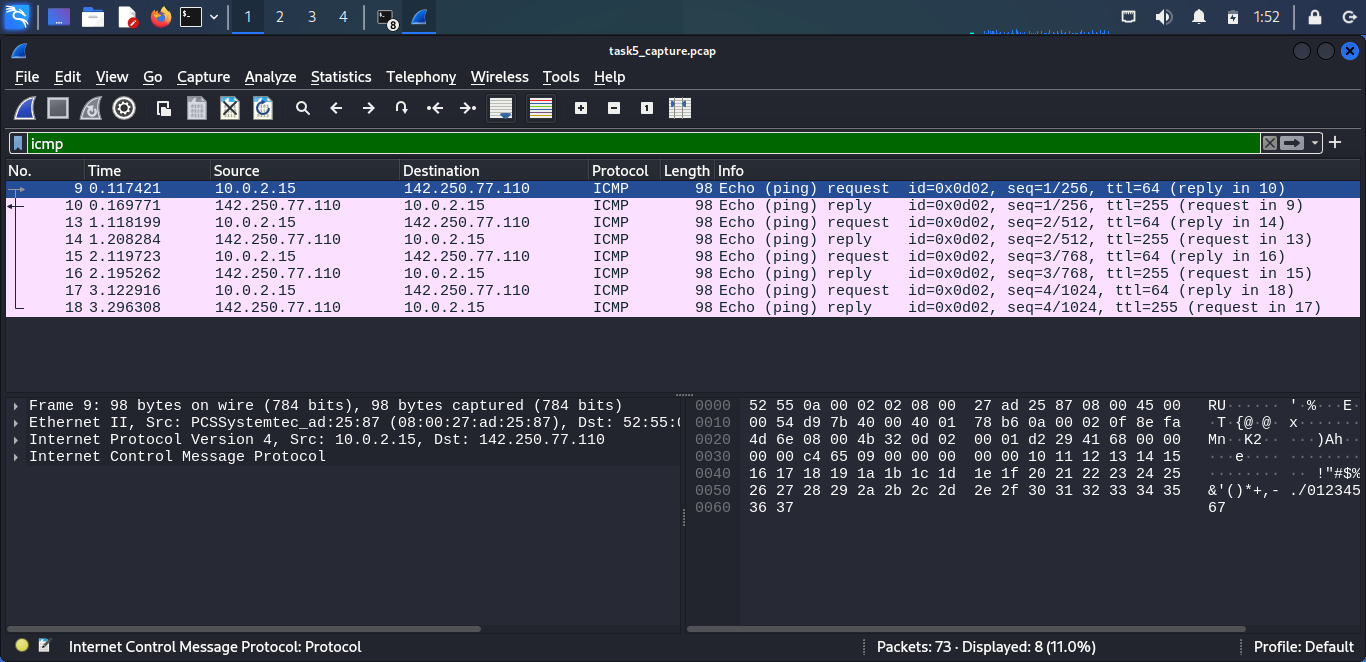 1 2 3 4 8 1:52
task5_capture.pcap
File Edit View Go Capture Analyze Statistics Telephony Wireless Tools Help
1
icmp
No. Time Source Destination Protocol Length Info
9 0.117421 10.0.2.15 142.250.77.110 ICMP 98 Echo (ping) request id=0x0d02, seq=1/256, ttl=64 (reply in 10)
10 0.169771 142.250.77.110 10.0.2.15 ICMP 98 Echo (ping) reply id=0x0d02, seq=1/256, ttl=255 (request in 9)
13 1.118199 10.0.2.15 142.250.77.110 ICMP 98 Echo (ping) request id=0x0d02, seq=2/512, ttl=64 (reply in 14)
14 1.208284 142.250.77.110 10.0.2.15 ICMP 98 Echo (ping) reply id=0x0d02, seq=2/512, ttl=255 (request in 13)
15 2.119723 10.0.2.15 142.250.77.110 ICMP 98 Echo (ping) request id=0x0d02, seq=3/768, ttl=64 (reply in 16)
16 2.195262 142.250.77.110 10.0.2.15 ICMP 98 Echo (ping) reply id=0x0d02, seq=3/768, ttl=255 (request in 15)
17 3.122916 10.0.2.15 142.250.77.110 ICMP 98 Echo (ping) request id=0x0d02, seq=4/1024, ttl=64 (reply in 18)
18 3.296308 142.250.77.110 10.0.2.15 ICMP 98 Echo (ping) reply id=0x0d02, seq=4/1024, ttl=255 (request in 17)
Frame 9: 98 bytes on wire (784 bits), 98 bytes captured (784 bits)
Ethernet II, Src: PCSSystemtec_ad:25:87 (08:00:27:ad:25:87), Dst: 52:55:0
Internet Protocol Version 4, Src: 10.0.2.15, Dst: 142.250.77.110
Internet Control Message Protocol
0000 52 55 0a 00 02 02 08 00 27 ad 25 87 08 00 45 00 RU······ '·%···E·
0010 00 54 d9 7b 40 00 40 01 78 b6 0a 00 02 0f 8e fa ·T·{@·@· x·······
0020 4d 6e 08 00 4b 32 0d 02 00 01 d2 29 41 68 00 00 Mn··K2·· ···)Ah··
0030 00 00 c4 65 09 00 00 00 00 00 10 11 12 13 14 15 ···e···· ········
0040 16 17 18 19 1a 1b 1c 1d 1e 1f 20 21 22 23 24 25 ········ ·· !"#$%
0050 26 27 28 29 2a 2b 2c 2d 2e 2f 30 31 32 33 34 35 &'()*+,- ./012345
0060 36 37 67
Internet Control Message Protocol: Protocol Packets: 73 · Displayed: 8 (11.0%) Profile: Default